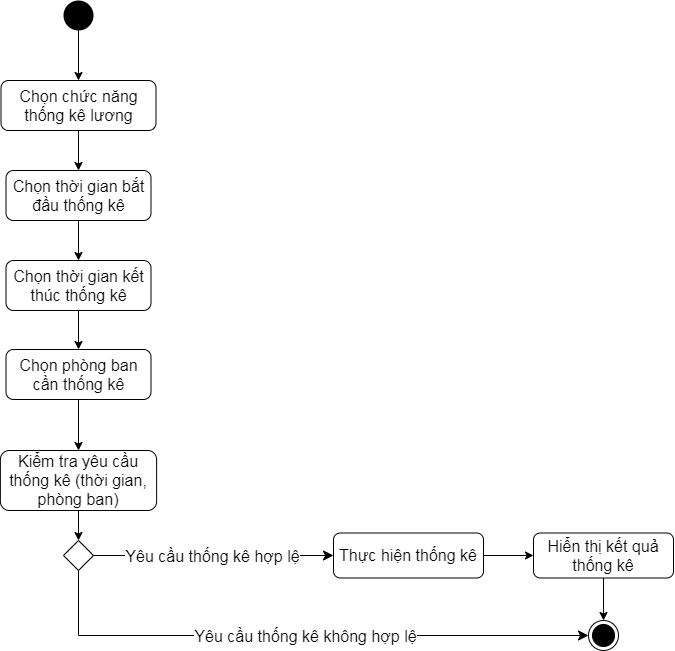 Chọn chức năng
thống kê lương
Chọn thời gian bắt
đầu thống kê
Chọn thời gian kết
thúc thống kê
Chọn phòng ban
cần thống kê
Kiểm tra yêu cầu
thống kê (thời gian,
phòng ban)
Yêu cầu thống kê hợp lệ
Thực hiện thống kê
Hiển thị kết quả
thống kê
Yêu cầu thống kê không hợp lệ